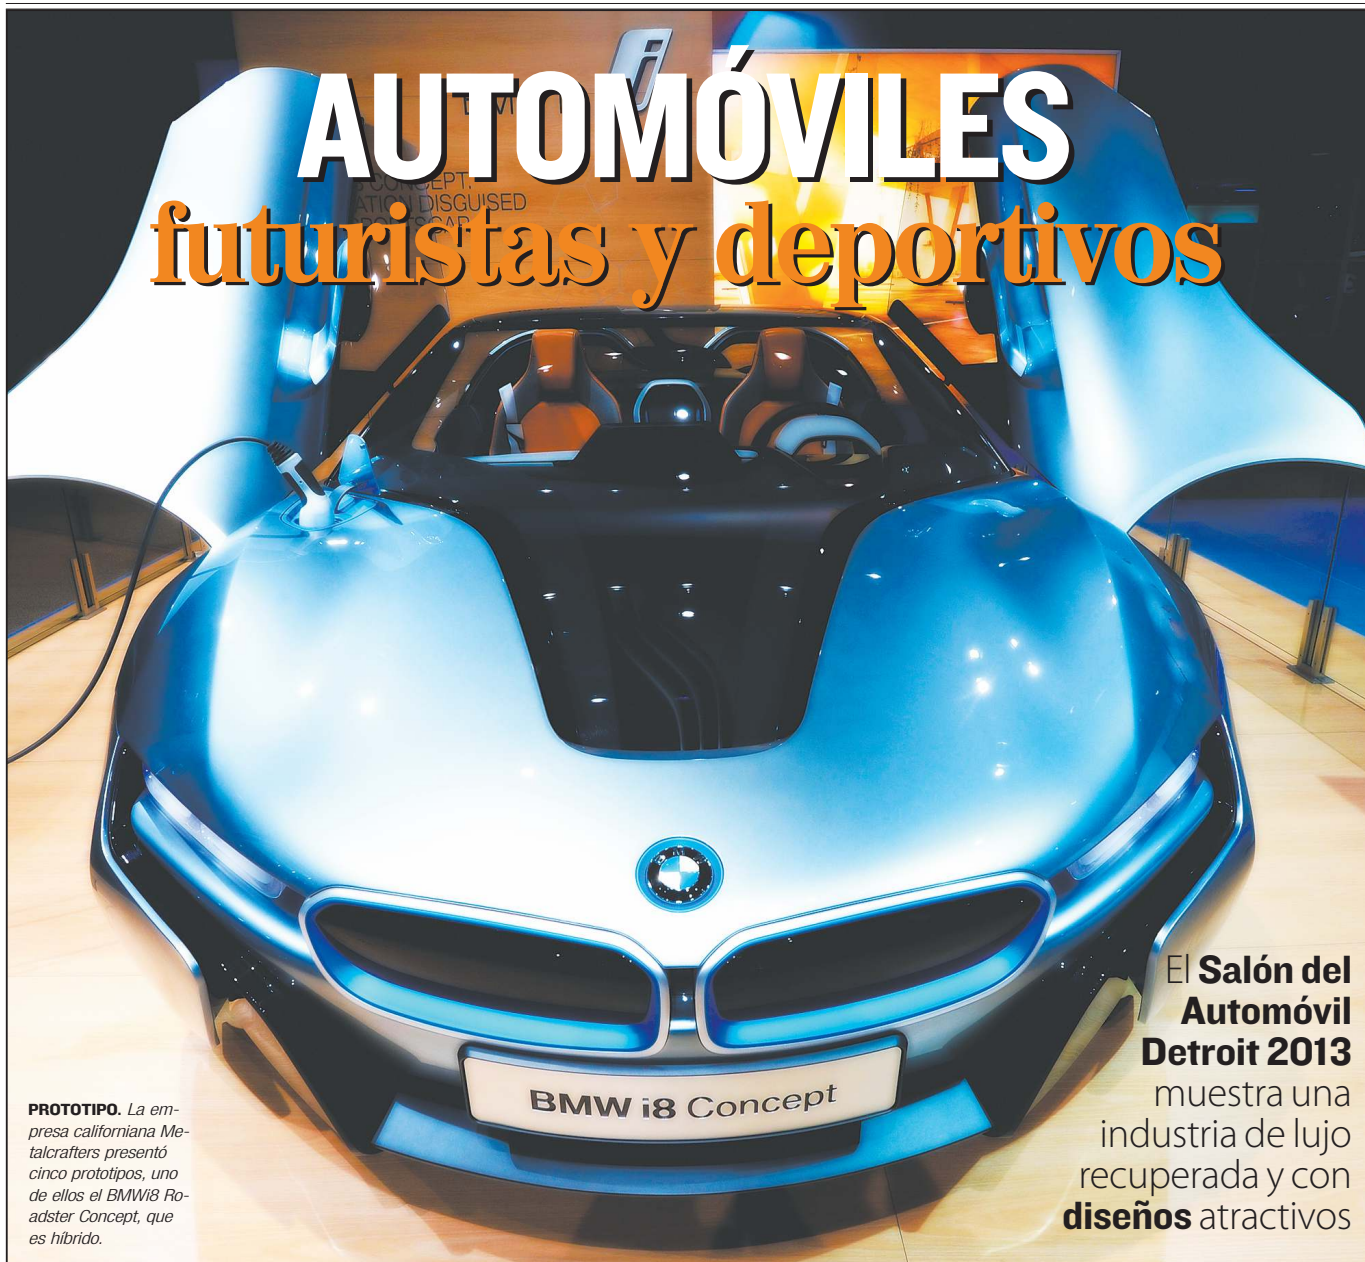 i
AUTOMÓVILES
CONCEPT.
DISGUISED
futuristas y deportivos
BMW i8 Concept
El Salón del
Automóvil
Detroit 2013
muestra una
industria de lujo
recuperada y con
diseños atractivos
PROTOTIPO. La em-
presa californiana Me-
talcrafters presentó
cinco prototipos, uno
de ellos el BMWi8 Ro-
adster Concept, que
es híbrido.